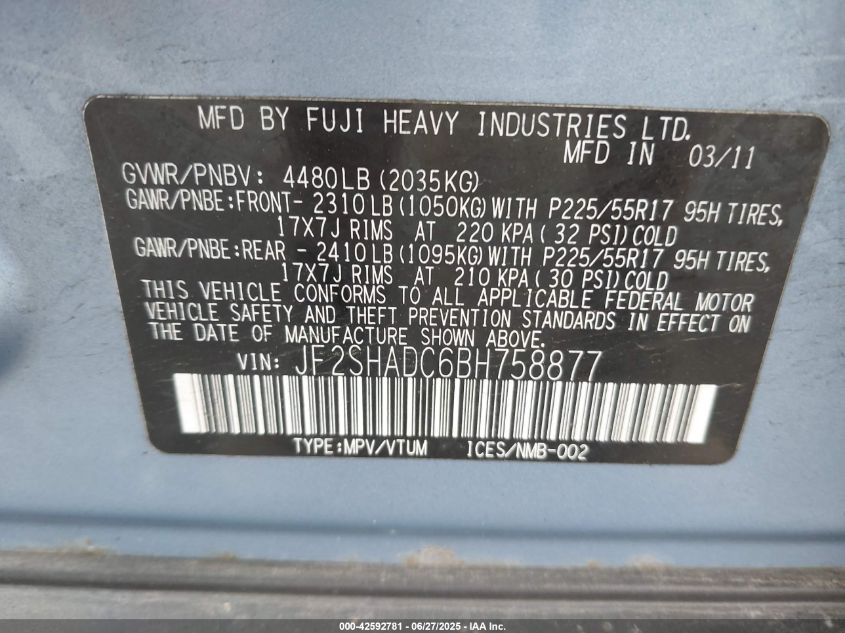 MFD BY FUJI HEAVY INDUSTRIES LTD.
MFD IN 03/11
GVWR/PNBV: 4480LB (2035KG)
GAWR/PNBE:FRONT- 2310LB (1050KG) WITH P225/55R17 95H TIRES,
17X7J RIMS AT 220 KPA ( 32 PSI) COLD
GAWR/PNBE:REAR - 2410LB (1095KG) WITH P225/55R17 95H TIRES,
17X7J RIMS AT 210 KPA ( 30 PSI) COLD
THIS VEHICLE CONFORMS TO ALL APPLICABLE FEDERAL MOTOR
VEHICLE SAFETY AND THEFT PREVENTION STANDARDS IN EFFECT ON
THE DATE OF MANUFACTURE SHOWN ABOVE.
VIN: JF2SHADC6BH758877
TYPE:MPV/VTUM ICES/NMB-002
000-42592781 - 06/27/2025 - IAA Inc.